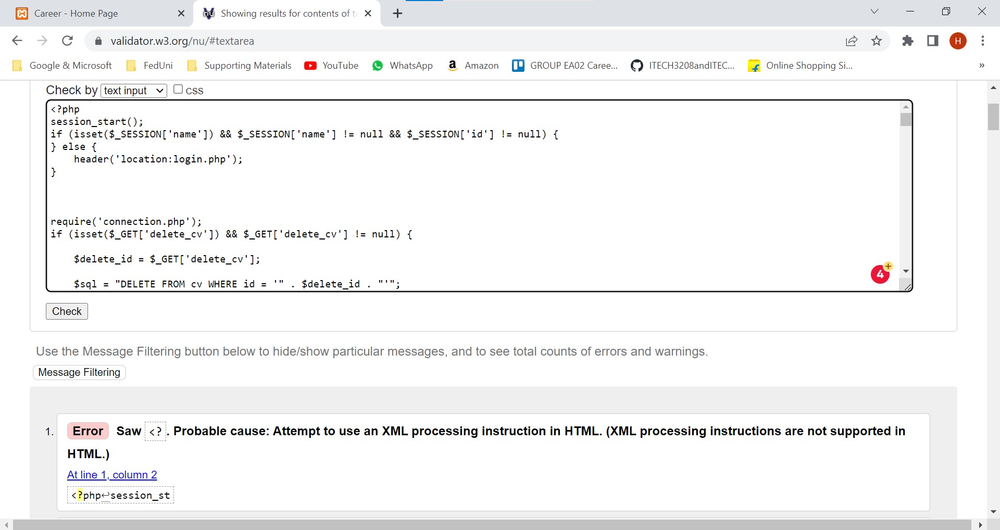 Career - Home Page
Showing results for contents of t
validator.w3.org/nu/#textarea
H
Google & Microsoft
FedUni
Supporting Materials
YouTube
WhatsApp
a Amazon
GROUP EA02 Caree...
ITECH3208andITEC...
Online Shopping Si...
»
Check by text input CSS
<?php
session_start();
if (isset($_SESSION['name']) && $_SESSION['name'] != null && $_SESSION['id'] != null) {
} else {
    header('location:login.php');
}
require('connection.php');
if (isset($_GET['delete_cv']) && $_GET['delete_cv'] != null) {
    $delete_id = $_GET['delete_cv'];
    $sql = "DELETE FROM cv WHERE id = '" . $delete_id . "'";
4
+
Check
Use the Message Filtering button below to hide/show particular messages, and to see total counts of errors and warnings.
Message Filtering
1. Error Saw <?. Probable cause: Attempt to use an XML processing instruction in HTML. (XML processing instructions are not supported in
HTML.)
At line 1, column 2
<?php↩session_st